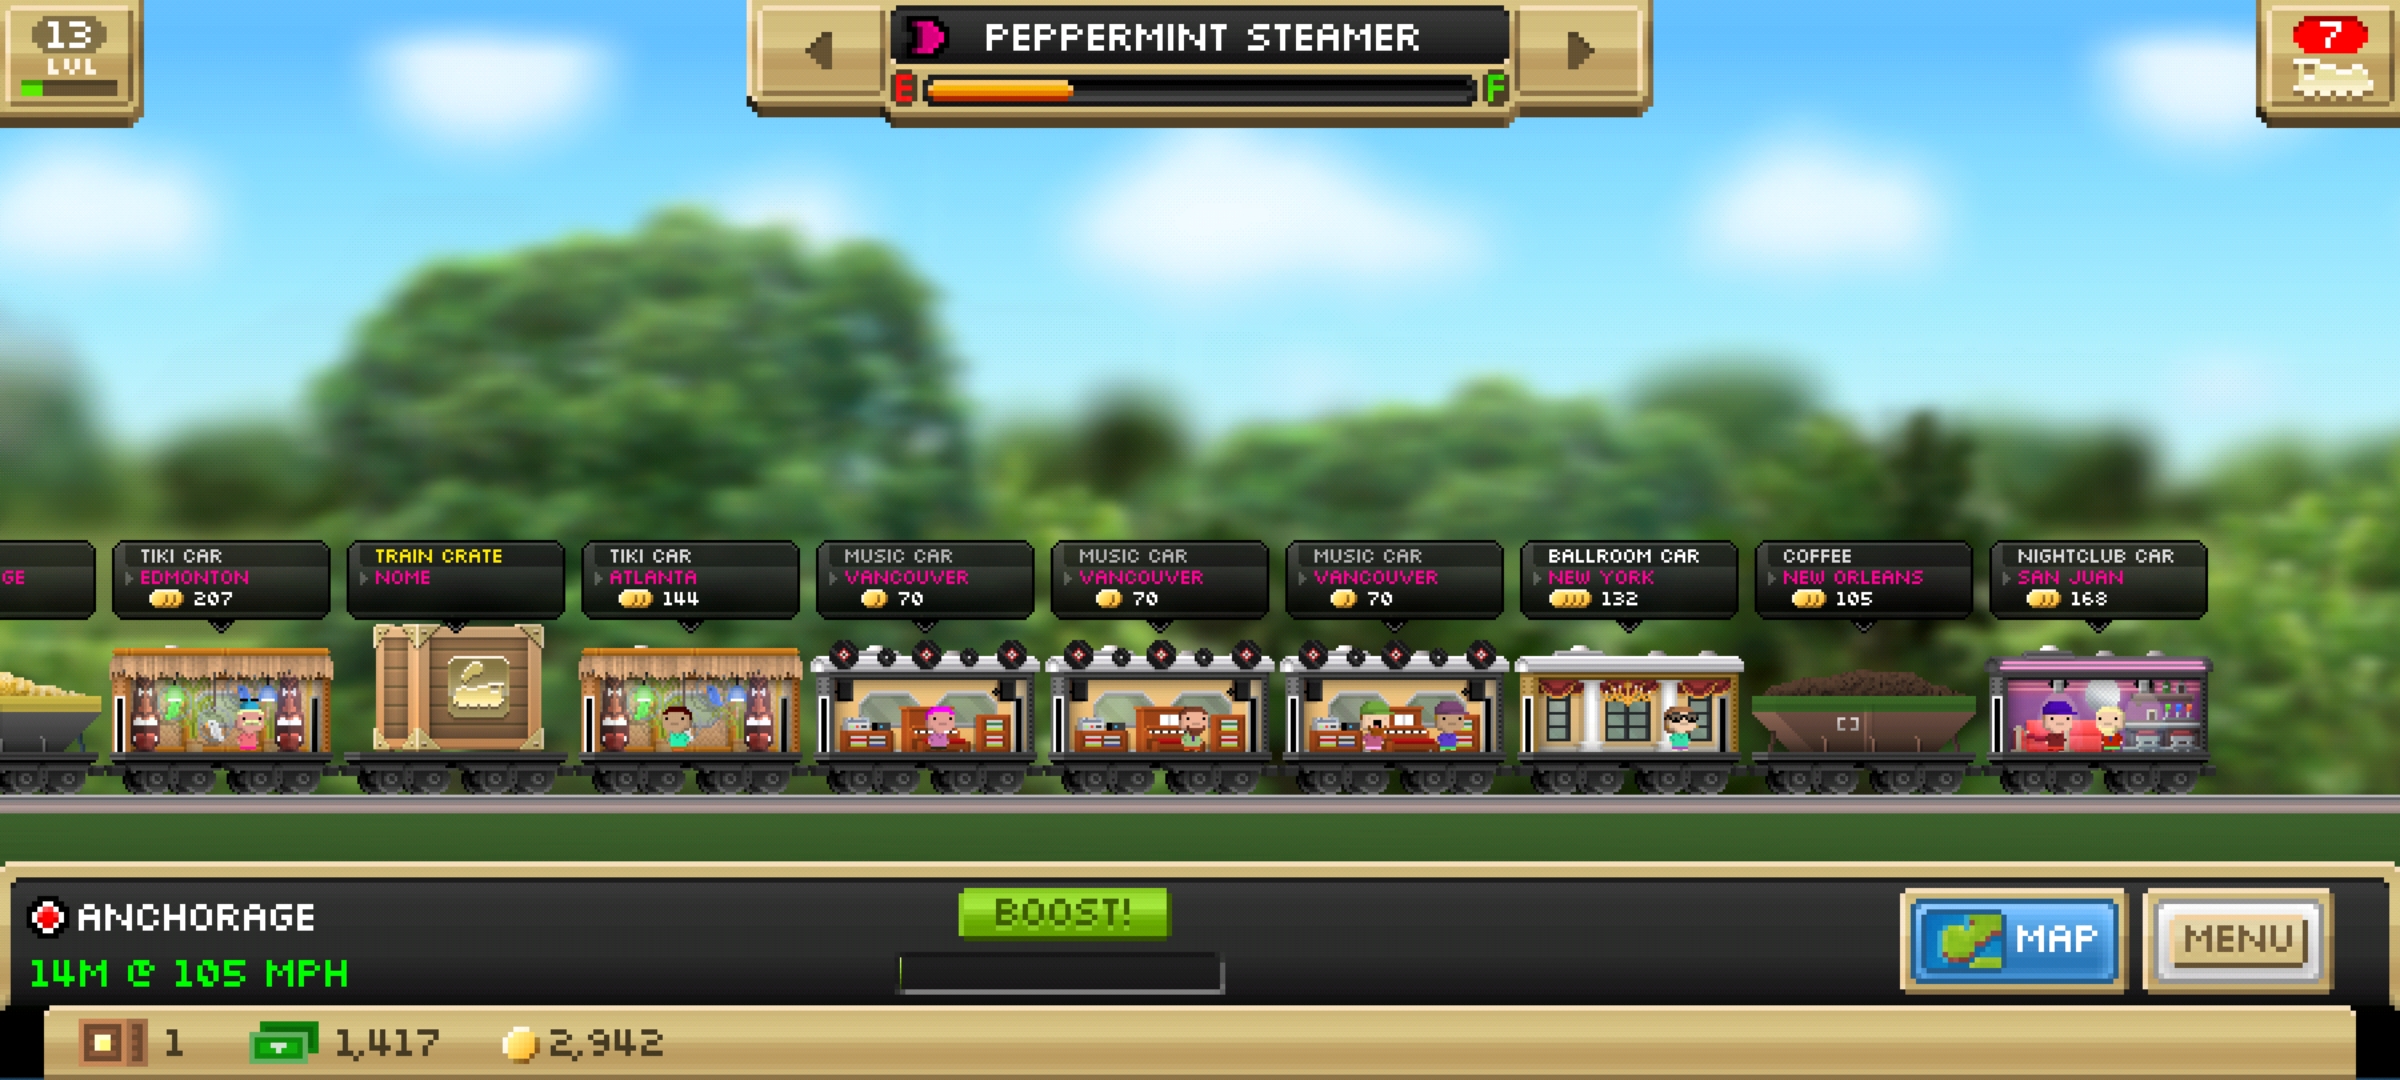 13
LVL
PEPPERMINT STEAMER
E
F
7
GE
TIKI CAR
EDMONTON
207
TRAIN CRATE
NOME
TIKI CAR
ATLANTA
144
MUSIC CAR
VANCOUVER
70
MUSIC CAR
VANCOUVER
70
MUSIC CAR
VANCOUVER
70
BALLROOM CAR
NEW YORK
132
COFFEE
NEW ORLEANS
105
NIGHTCLUB CAR
SAN JUAN
168
ANCHORAGE
14M @ 105 MPH
BOOST!
MAP
MENU
1
1,417
2,942